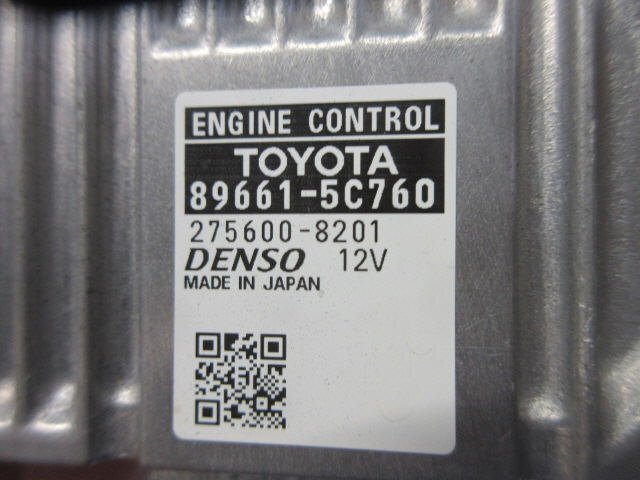 ENGINE CONTROL
TOYOTA
89661-5C760
275600-8201
DENSO 12V
MADE IN JAPAN